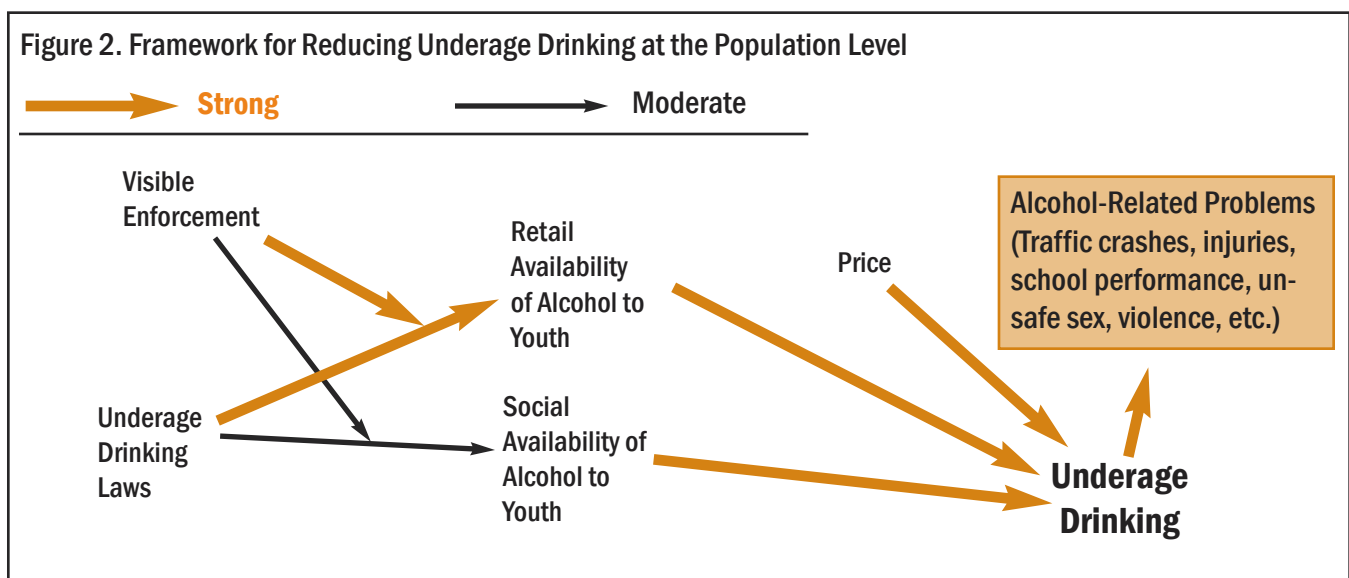 Figure 2. Framework for Reducing Underage Drinking at the Population Level
Strong
Moderate
Visible
Enforcement
Retail
Availability
of Alcohol to
Youth
Price
Alcohol-Related Problems
(Traffic crashes, injuries,
school performance, un-
safe sex, violence, etc.)
Underage
Drinking
Laws
Social
Availability of
Alcohol to
Youth
Underage
Drinking